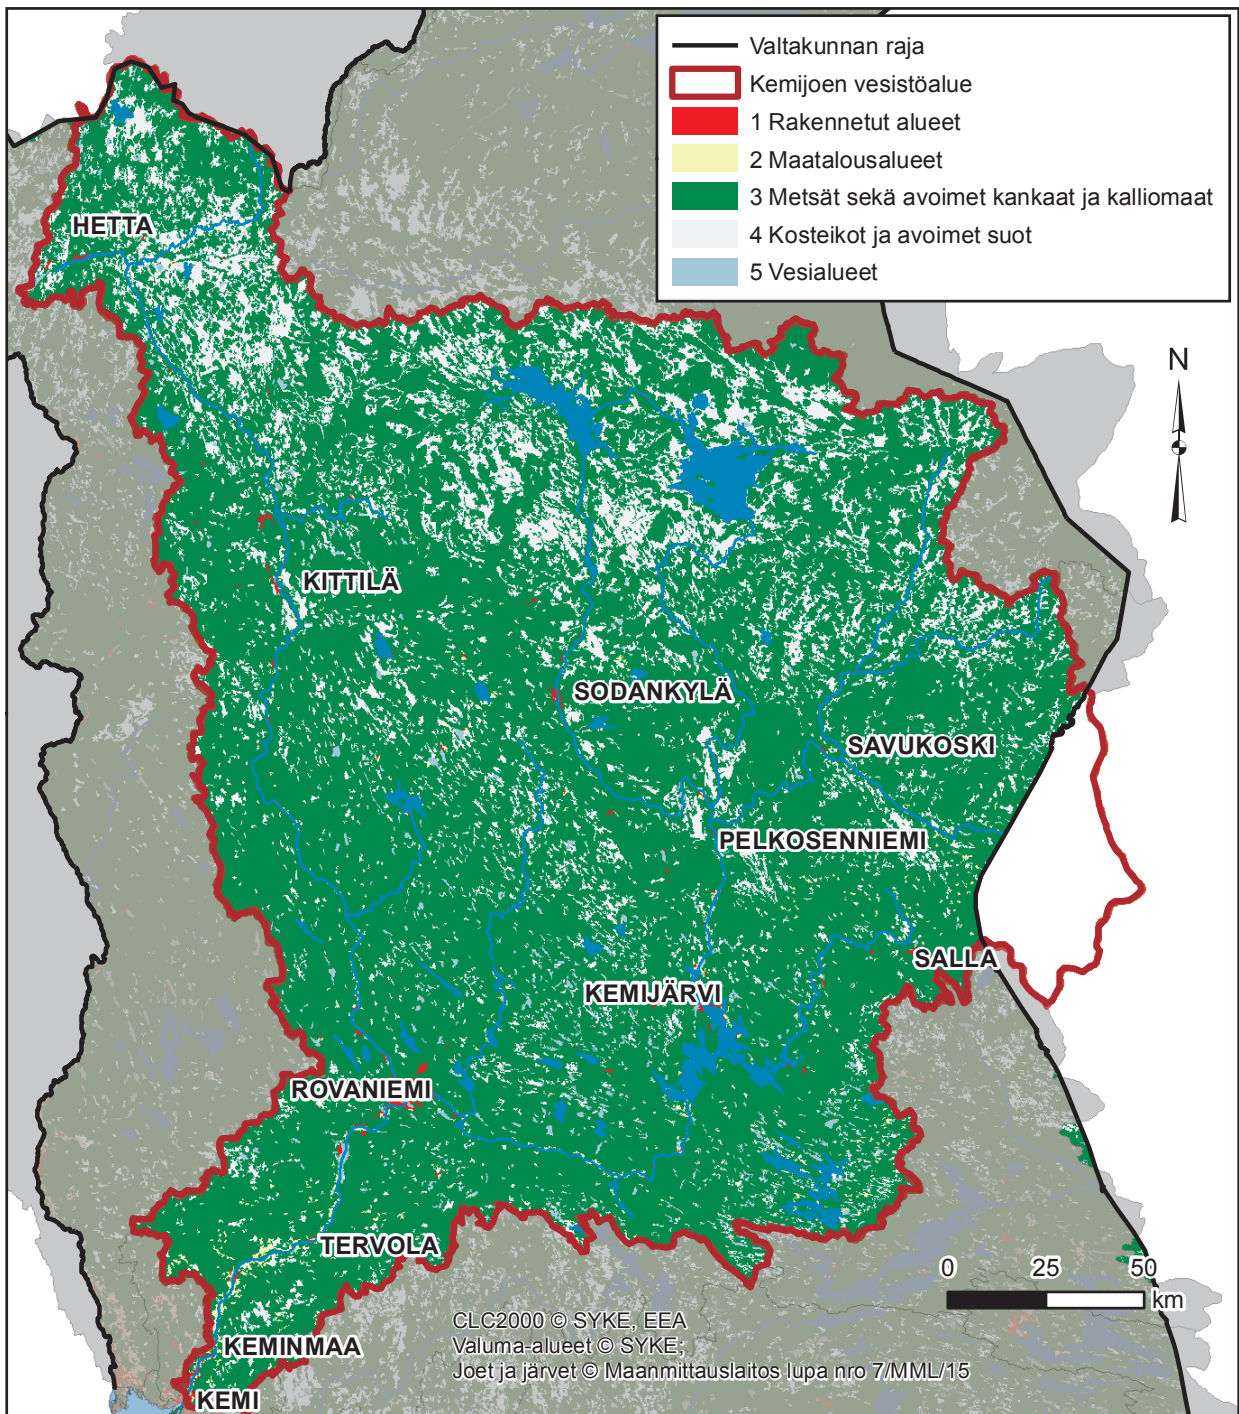 Valtakunnan raja
Kemijoen vesistöalue
1 Rakennetut alueet
2 Maatalousalueet
3 Metsät sekä avoimet kankaat ja kalliomaat
4 Kosteikot ja avoimet suot
5 Vesialueet
HETTA
N
KITTILÄ
SODANKYLÄ
SAVUKOSKI
PELKOSENNIEMI
SALLA
KEMIJÄRVI
ROVANIEMI
TERVOLA
0 25 50
km
KEMINMAA
KEMI
CLC2000 © SYKE, EEA
Valuma-alueet © SYKE;
Joet ja järvet © Maanmittauslaitos lupa nro 7/MML/15